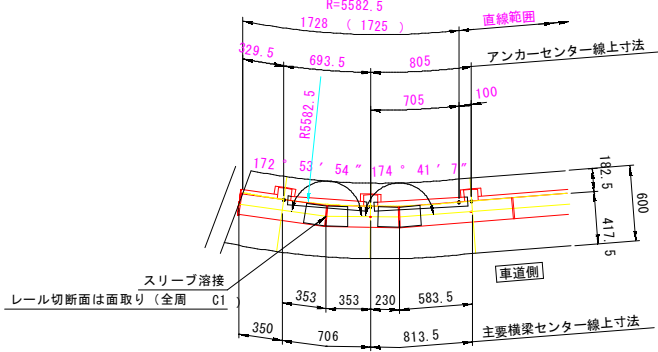 R=5582.5
1728 ( 1725 )
直線範囲
329.5
693.5
805
アンカーセンター線上寸法
705
100
R5582.5
172 ° 53 ′ 54 ″
174 ° 41 ′ 7″
182.5
600
417.5
車道側
スリーブ溶接
レール切断面は面取り (全周 C1 )
353
353
230
583.5
350
706
813.5
主要横梁センター線上寸法